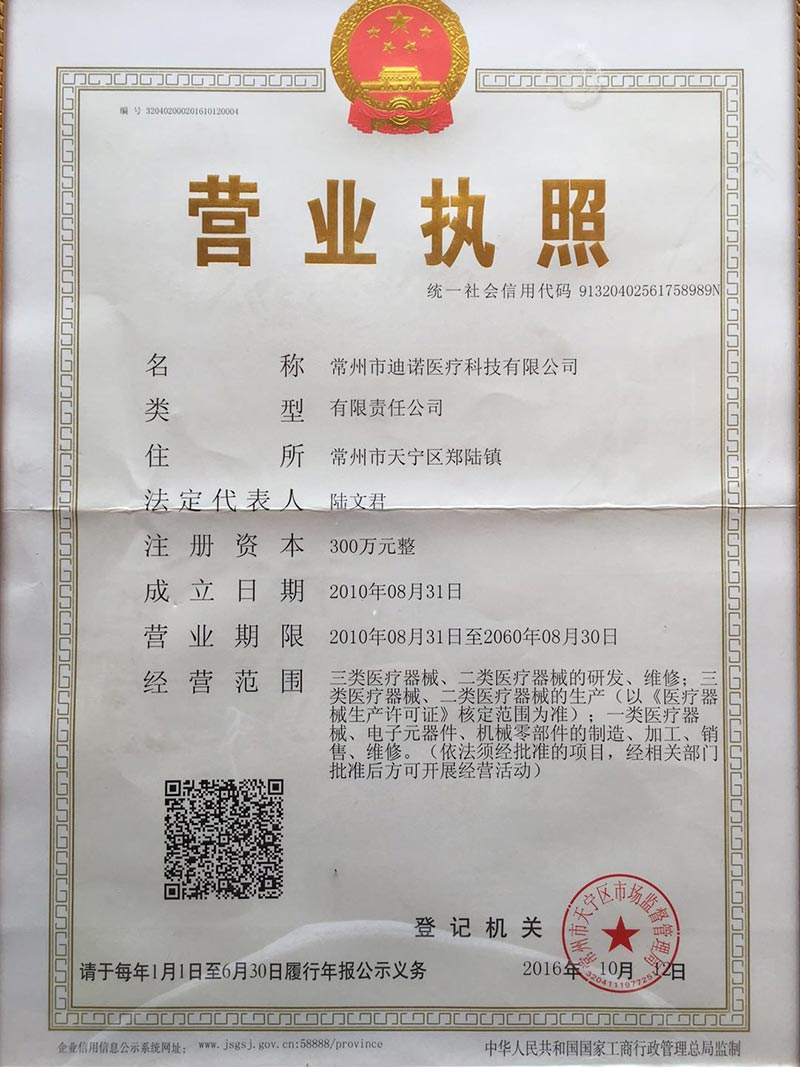 编 号 320402000201610120004
营业执照
统一社会信用代码 91320402561758989N
名称 常州市迪诺医疗科技有限公司
类型 有限责任公司
住所 常州市天宁区郑陆镇
法定代表人 陆文君
注册资本 300万元整
成立日期 2010年08月31日
营业期限 2010年08月31日至2060年08月30日
经营范围 三类医疗器械、二类医疗器械的研发、维修；三
类医疗器械、二类医疗器械的生产（以《医疗器
械生产许可证》核定范围为准）；一类医疗器
械、电子元器件、机械零部件的制造、加工、销
售、维修。（依法须经批准的项目，经相关部门
批准后方可开展经营活动）
登记机关
常州市天宁区市场监督管理局
请于每年1月1日至6月30日履行年报公示义务
2016年 10月 12日
企业信用信息公示系统网址： www.jsgsj.gov.cn:58888/province
中华人民共和国国家工商行政管理总局监制